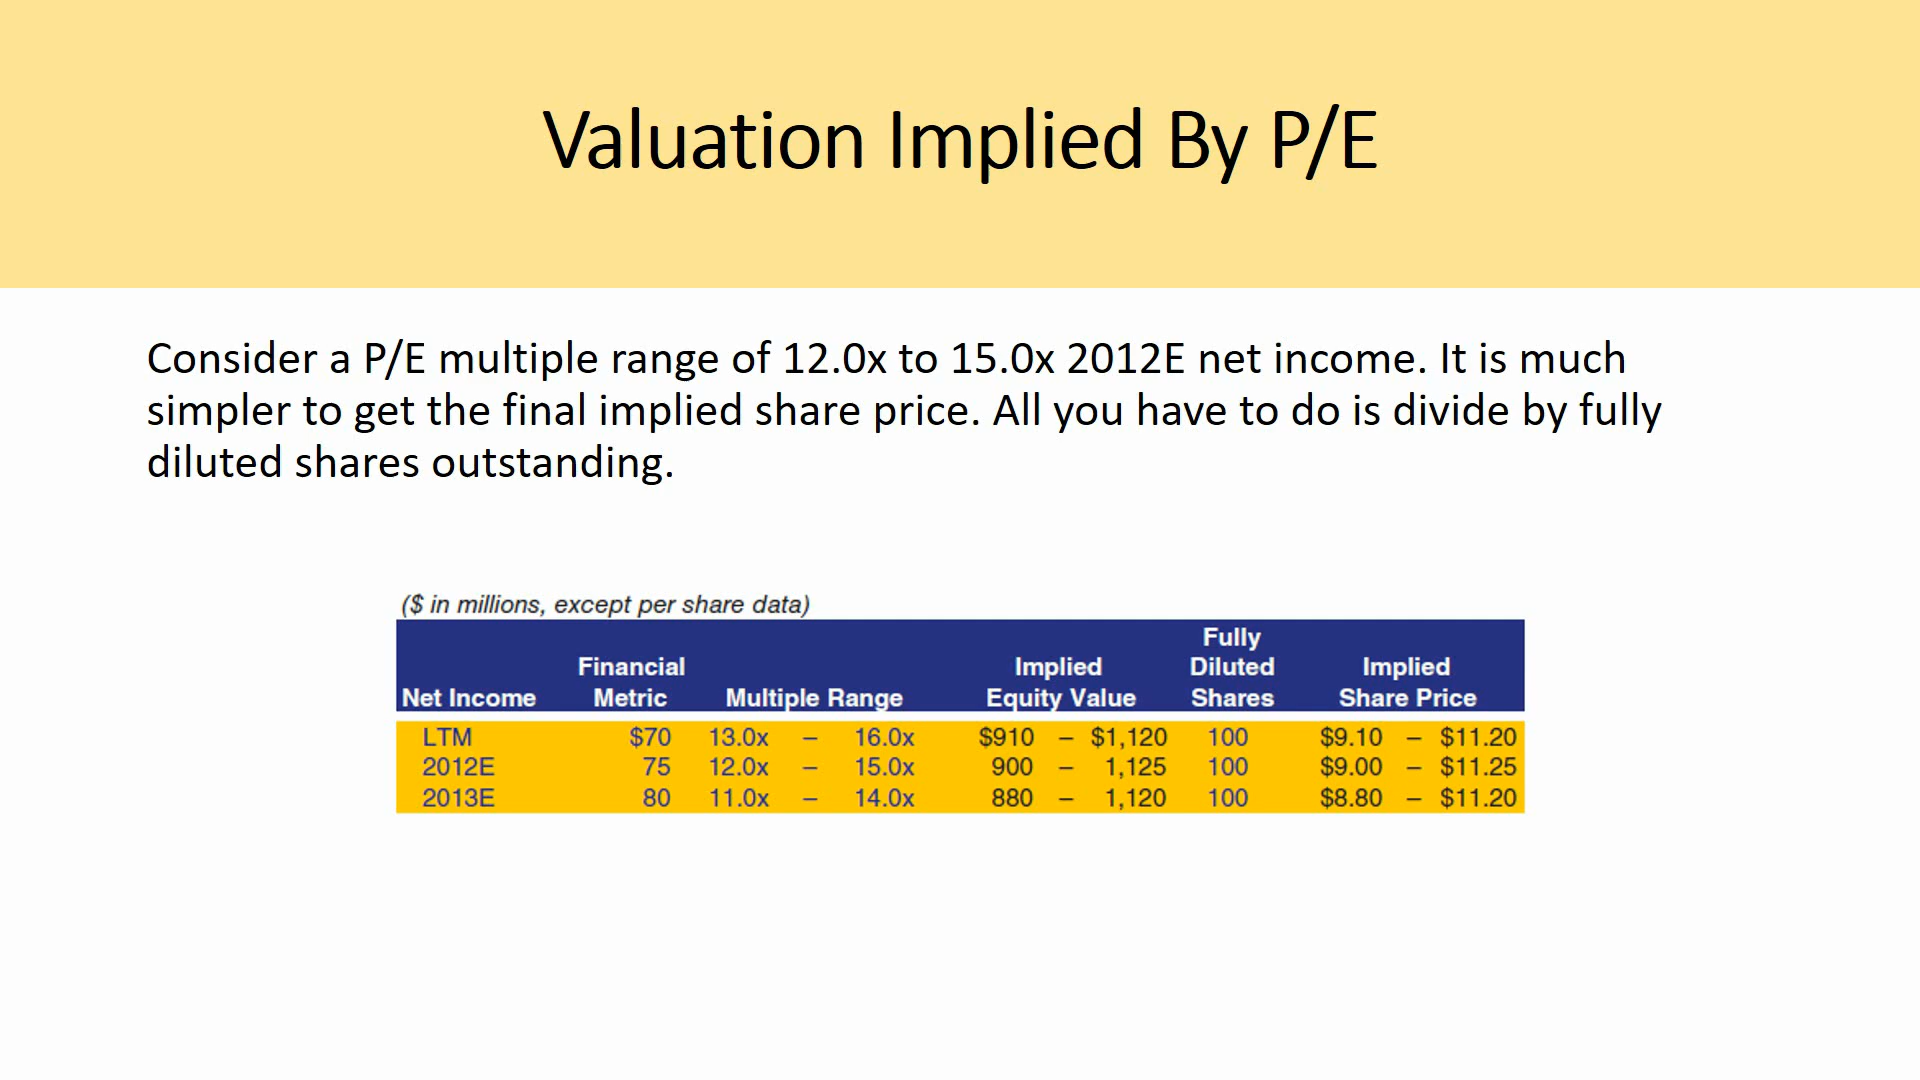 Valuation Implied By P/E
Consider a P/E multiple range of 12.0x to 15.0x 2012E net income. It is much
simpler to get the final implied share price. All you have to do is divide by fully
diluted shares outstanding.
($ in millions, except per share data)
Fully
Financial Implied Diluted Implied
Net Income Metric Multiple Range Equity Value Shares Share Price
LTM $70 13.0x – 16.0x $910 – $1,120 100 $9.10 – $11.20
2012E 75 12.0x – 15.0x 900 – 1,125 100 $9.00 – $11.25
2013E 80 11.0x – 14.0x 880 – 1,120 100 $8.80 – $11.20